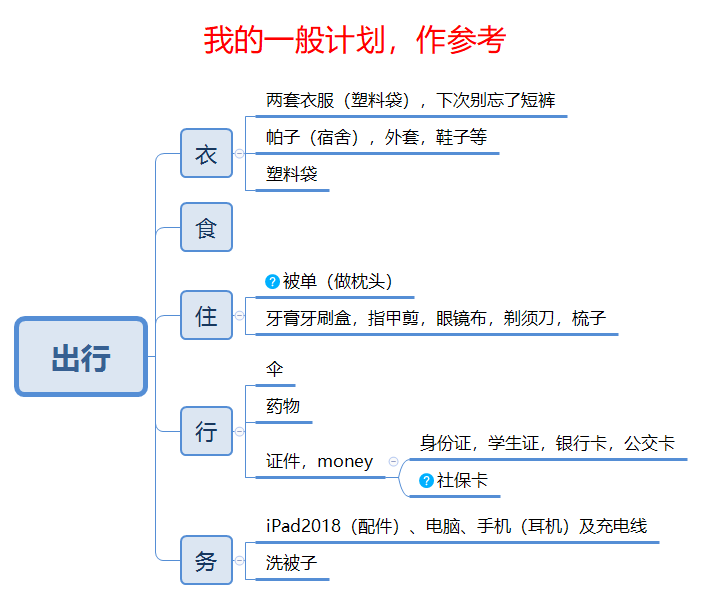 我的一般计划，作参考
出行
衣
两套衣服（塑料袋），下次别忘了短裤
帕子（宿舍），外套，鞋子等
塑料袋
食
住
?被单（做枕头）
牙膏牙刷盒，指甲剪，眼镜布，剃须刀，梳子
行
伞
药物
证件，money
身份证，学生证，银行卡，公交卡
?社保卡
务
iPad2018（配件）、电脑、手机（耳机）及充电线
洗被子